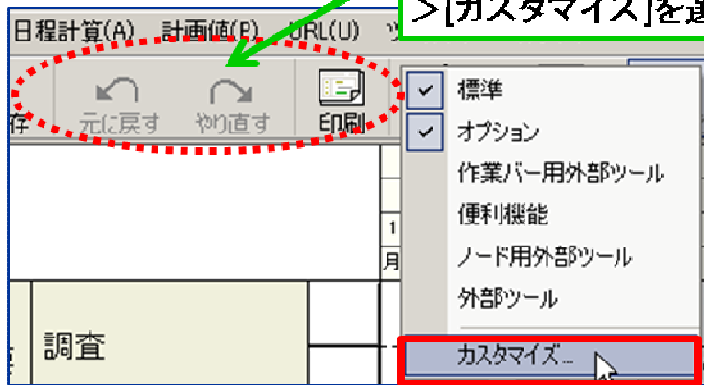 >[カスタマイズ]を選
日程計算(A) 計画値(P) URL(U) ツ
存 元に戻す やり直す 印刷
標準
オプション
作業バー用外部ツール
便利機能
ノード用外部ツール
外部ツール
カスタマイズ...
1
月
調査